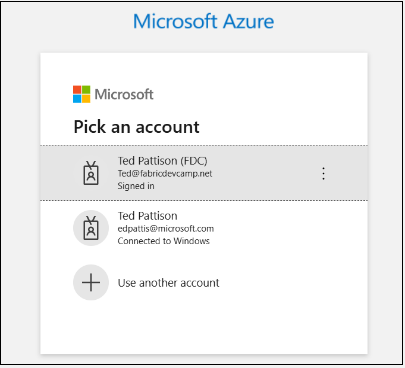 Microsoft Azure
Microsoft
Pick an account
Ted Pattison (FDC)
Ted@fabricdevcamp.net
Signed in
Ted Pattison
edpattis@microsoft.com
Connected to Windows
Use another account